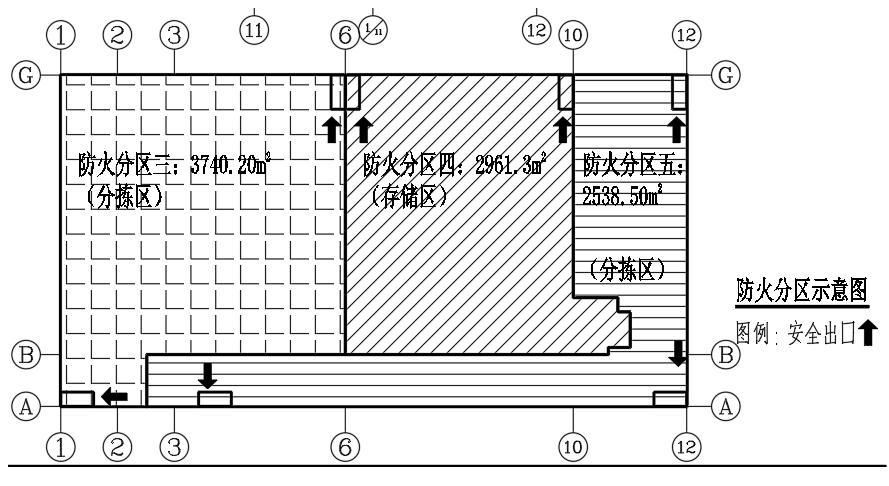 1 2 3 11 6 1/n 12 10 12
G G
防火分区三：3740.20m²
（分拣区）
防火分区四：2961.3m²
（存储区）
防火分区五：
2538.50m²
（分拣区）
防火分区示意图
图例：安全出口
B B
A A
1 2 3 6 10 12